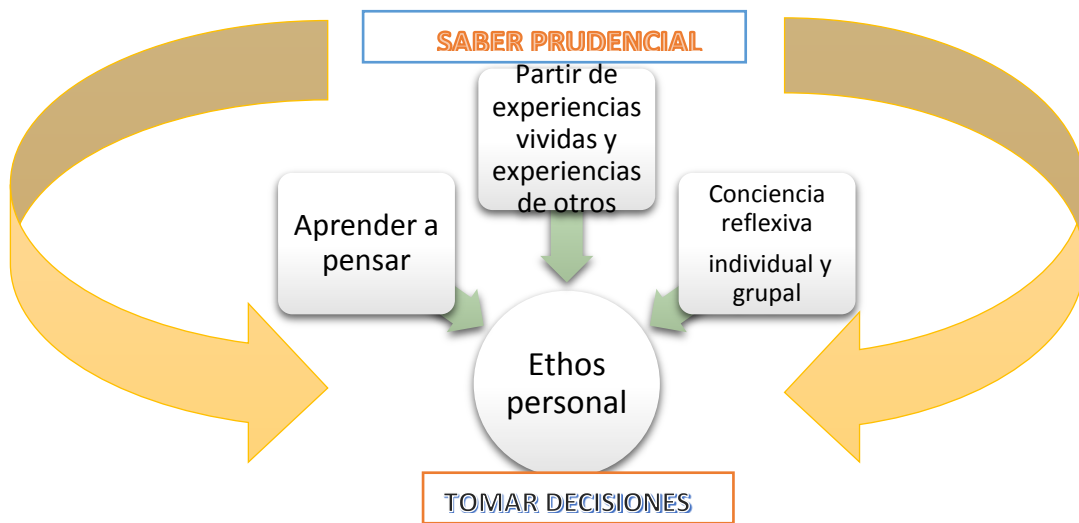 SABER PRUDENCIAL
Partir de
experiencias
vividas y
experiencias
de otros
Aprender a
pensar
Conciencia
reflexiva
individual y
grupal
Ethos
personal
TOMAR DECISIONES